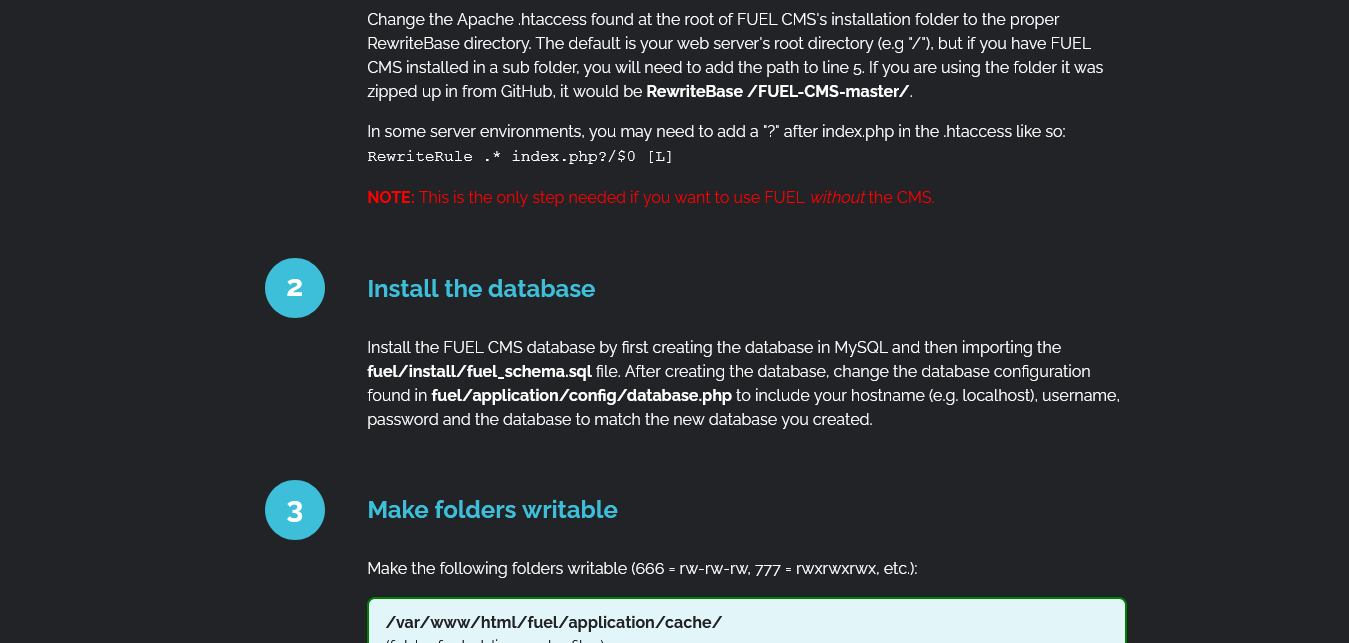 Change the Apache .htaccess found at the root of FUEL CMS's installation folder to the proper
RewriteBase directory. The default is your web server's root directory (e.g "/"), but if you have FUEL
CMS installed in a sub folder, you will need to add the path to line 5. If you are using the folder it was
zipped up in from GitHub, it would be RewriteBase /FUEL-CMS-master/.
In some server environments, you may need to add a "?" after index.php in the .htaccess like so:
RewriteRule .* index.php?/$0 [L]
NOTE: This is the only step needed if you want to use FUEL without the CMS.
2
Install the database
Install the FUEL CMS database by first creating the database in MySQL and then importing the
fuel/install/fuel_schema.sql file. After creating the database, change the database configuration
found in fuel/application/config/database.php to include your hostname (e.g. localhost), username,
password and the database to match the new database you created.
3
Make folders writable
Make the following folders writable (666 = rw-rw-rw, 777 = rwxrwxrwx, etc.):
/var/www/html/fuel/application/cache/